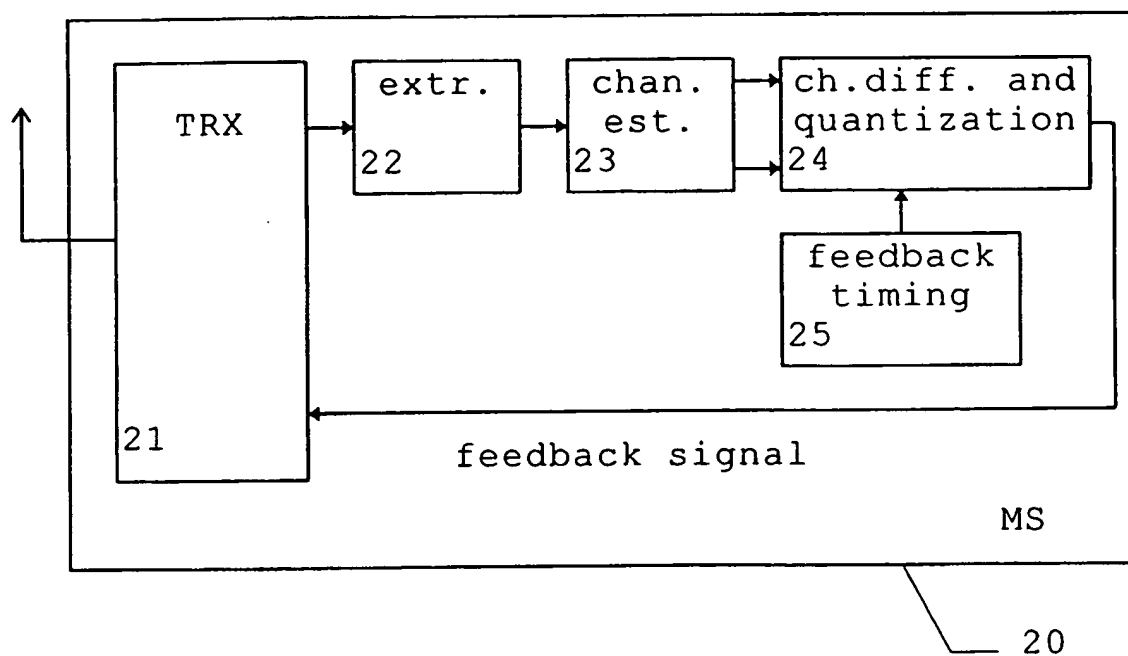 TRX
21
extr.
22
chan.
est.
23
ch.diff. and
quantization
24
feedback
timing
25
feedback signal
MS
20